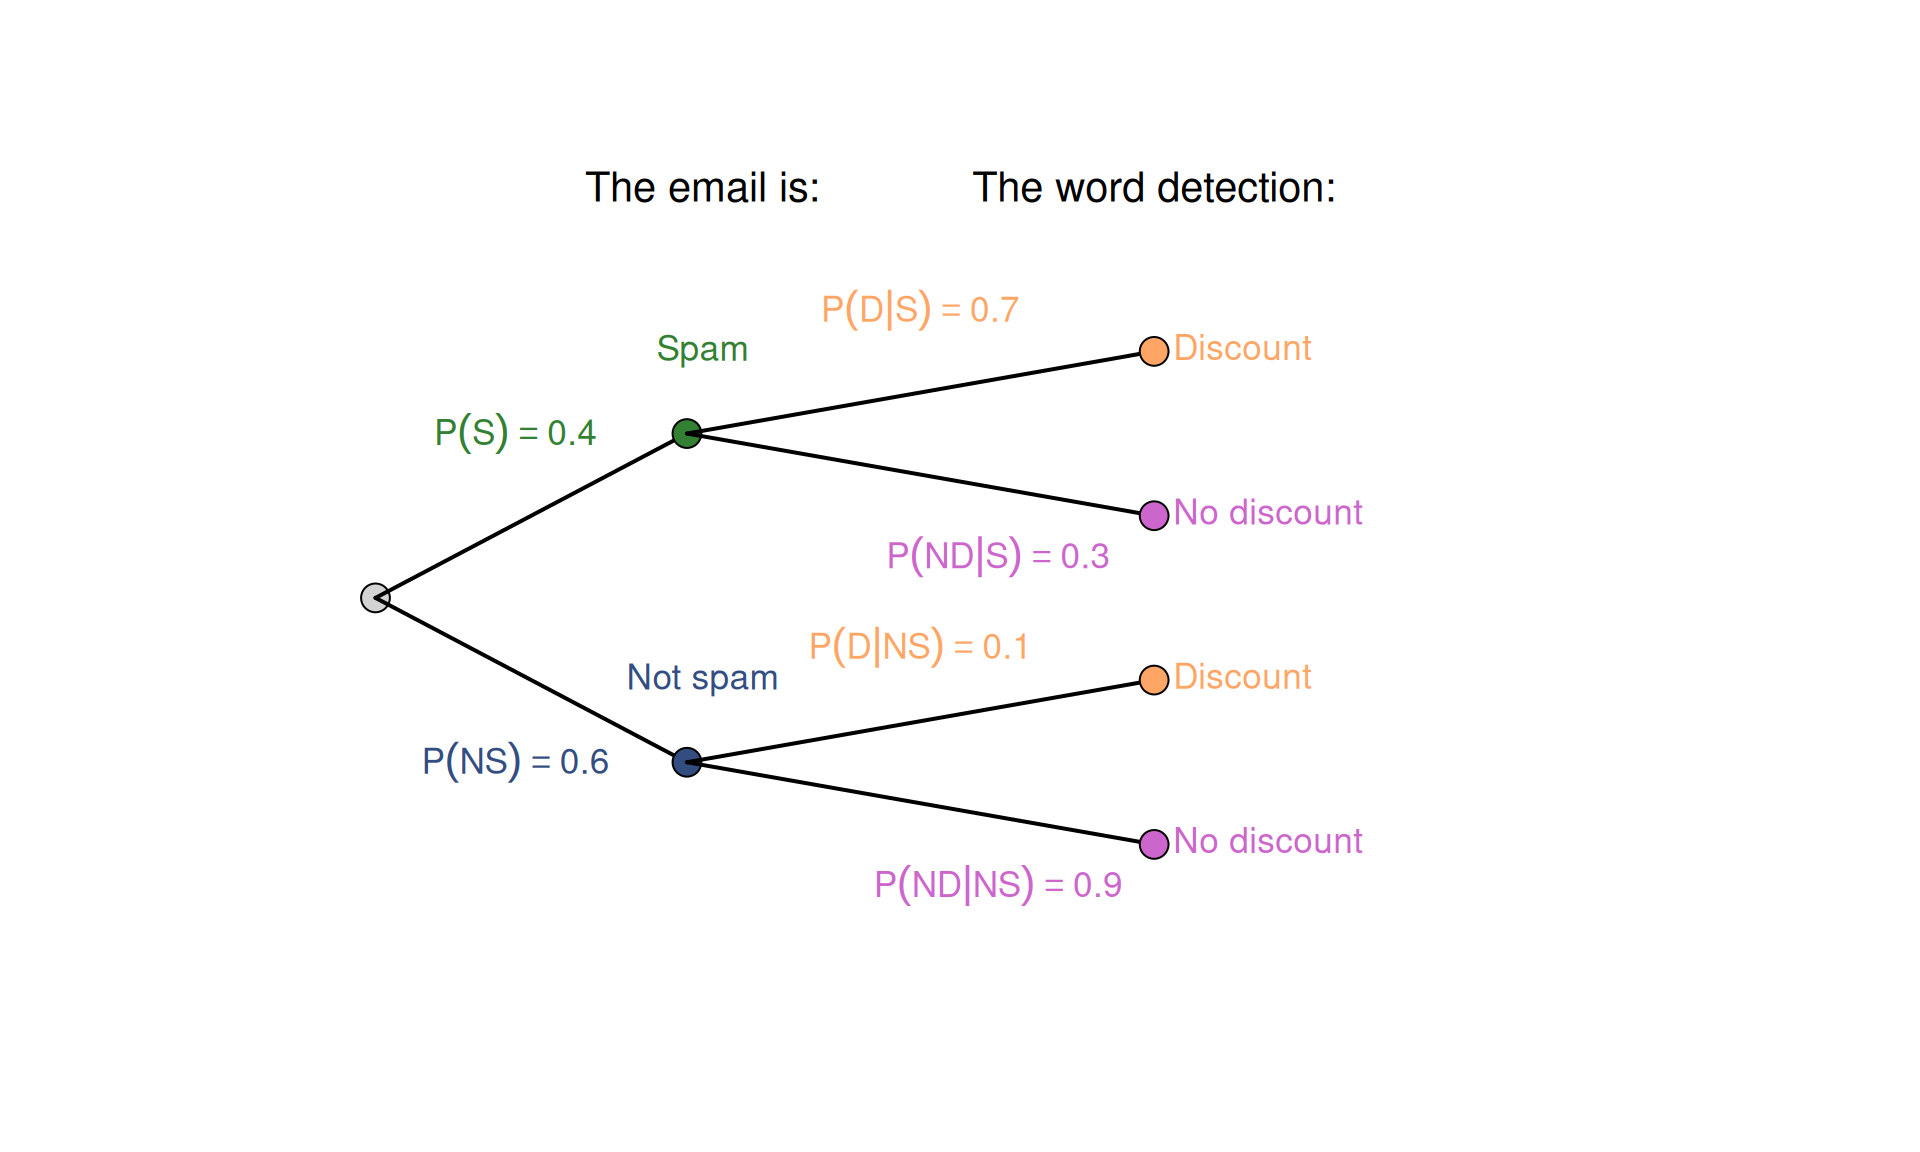 The email is:
The word detection:
P(D|S) = 0.7
Spam
Discount
P(S) = 0.4
No discount
P(ND|S) = 0.3
P(D|NS) = 0.1
Not spam
Discount
P(NS) = 0.6
No discount
P(ND|NS) = 0.9